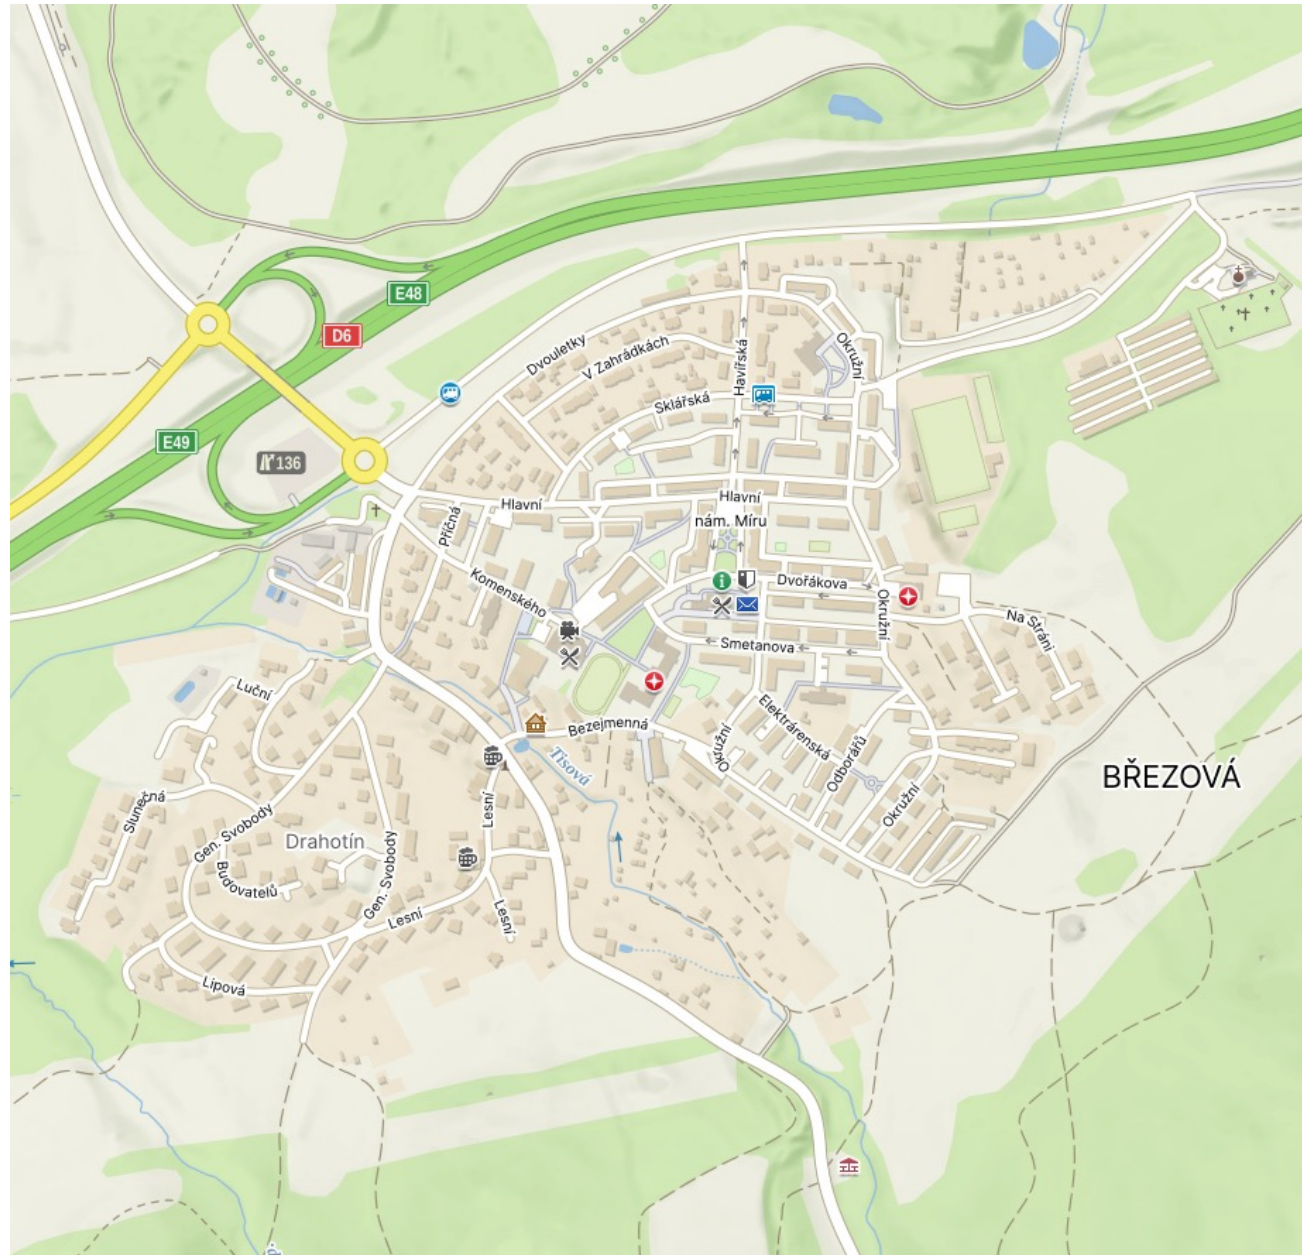 E48
D6
E49
136
Dvouletky
V Zahrádkách
Havířská
Okružní
Sklářská
Hlavní
Hlavní
nám. Míru
Příčná
Komenského
Dvořákova
Okružní
Na Stráni
Smetanova
Luční
Elektrárenská
Bezejmenná
Okružní
Odborářů
Tisová
BŘEZOVÁ
Slunečná
Gen. Svobody
Lesní
Okružní
Drahotín
Budovatelů
Gen. Svobody
Lesní
Lesní
Lipová